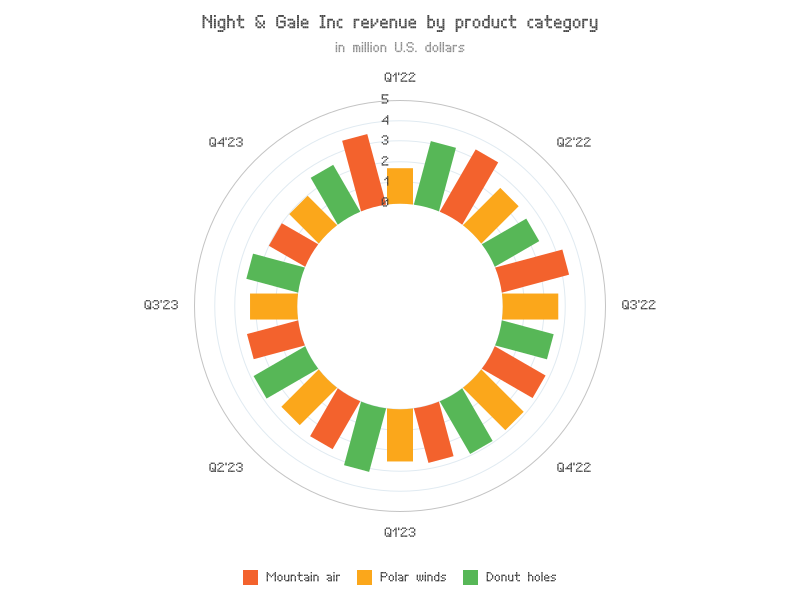 Night & Gale Inc revenue by product category
in million U.S. dollars
Q1'22
5
4
3
2
1
0
Q2'22
Q3'22
Q4'22
Q1'23
Q2'23
Q3'23
Q4'23
Mountain air
Polar winds
Donut holes